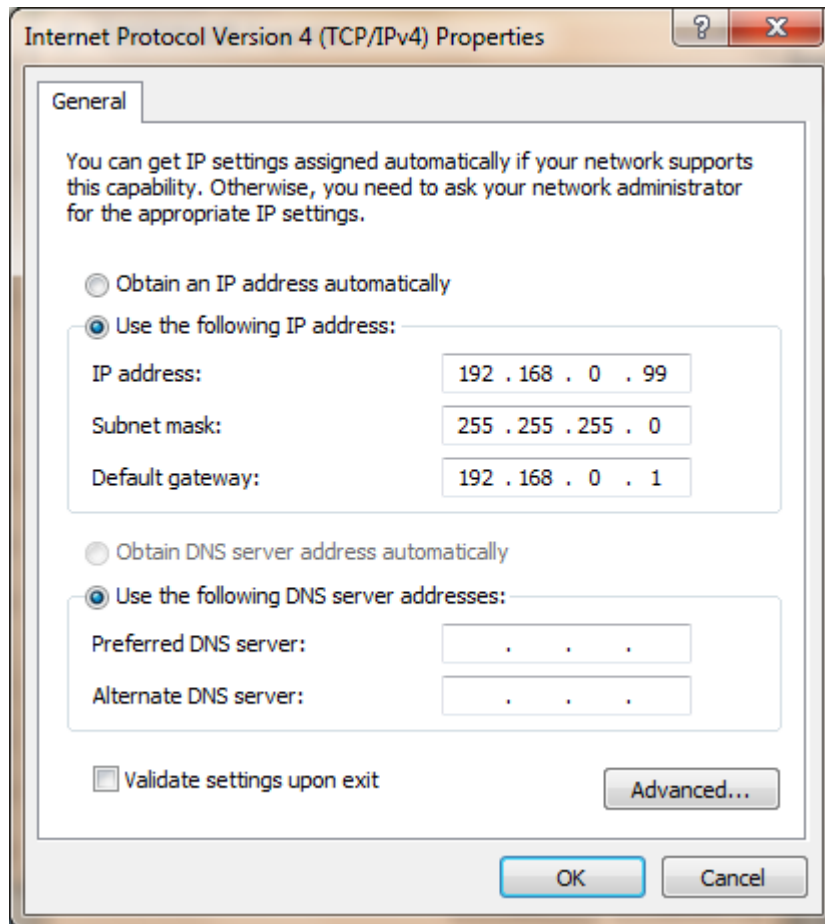 Internet Protocol Version 4 (TCP/IPv4) Properties
?
X
General
You can get IP settings assigned automatically if your network supports
this capability. Otherwise, you need to ask your network administrator
for the appropriate IP settings.
Obtain an IP address automatically
Use the following IP address:
IP address: 192 . 168 . 0 . 99
Subnet mask: 255 . 255 . 255 . 0
Default gateway: 192 . 168 . 0 . 1
Obtain DNS server address automatically
Use the following DNS server addresses:
Preferred DNS server: . . .
Alternate DNS server: . . .
Validate settings upon exit
Advanced...
OK Cancel